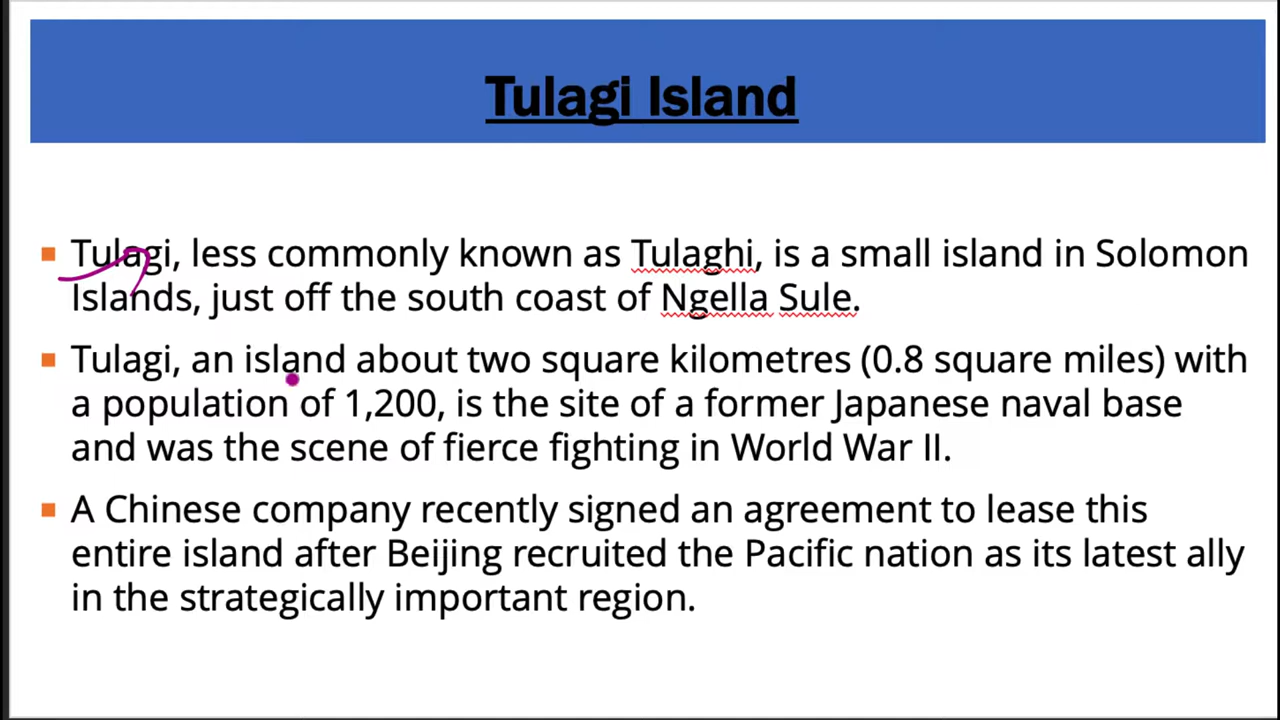 Tulagi Island
Tulagi, less commonly known as Tulaghi, is a small island in Solomon
Islands, just off the south coast of Ngella Sule.
Tulagi, an island about two square kilometres (0.8 square miles) with
a population of 1,200, is the site of a former Japanese naval base
and was the scene of fierce fighting in World War II.
A Chinese company recently signed an agreement to lease this
entire island after Beijing recruited the Pacific nation as its latest ally
in the strategically important region.